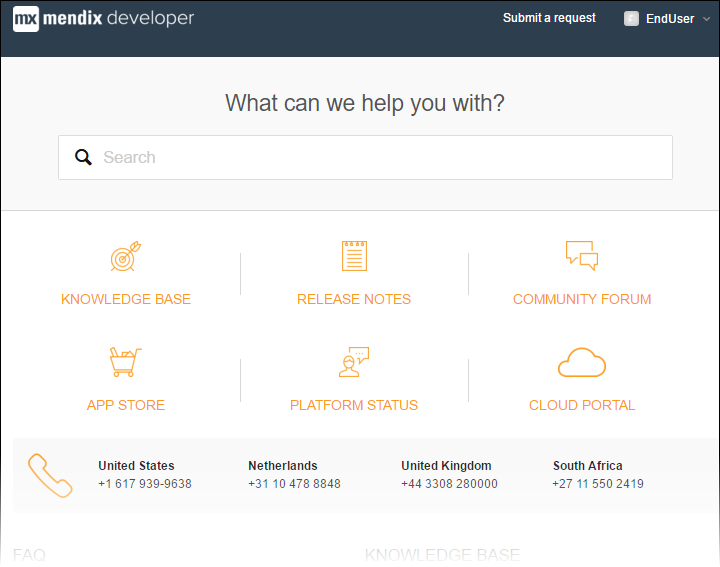 mx mendix developer
Submit a request
EndUser
What can we help you with?
Search
KNOWLEDGE BASE
RELEASE NOTES
COMMUNITY FORUM
APP STORE
PLATFORM STATUS
CLOUD PORTAL
United States
+1 617 939-9638
Netherlands
+31 10 478 8848
United Kingdom
+44 3308 280000
South Africa
+27 11 550 2419
FAQ
KNOWLEDGE BASE